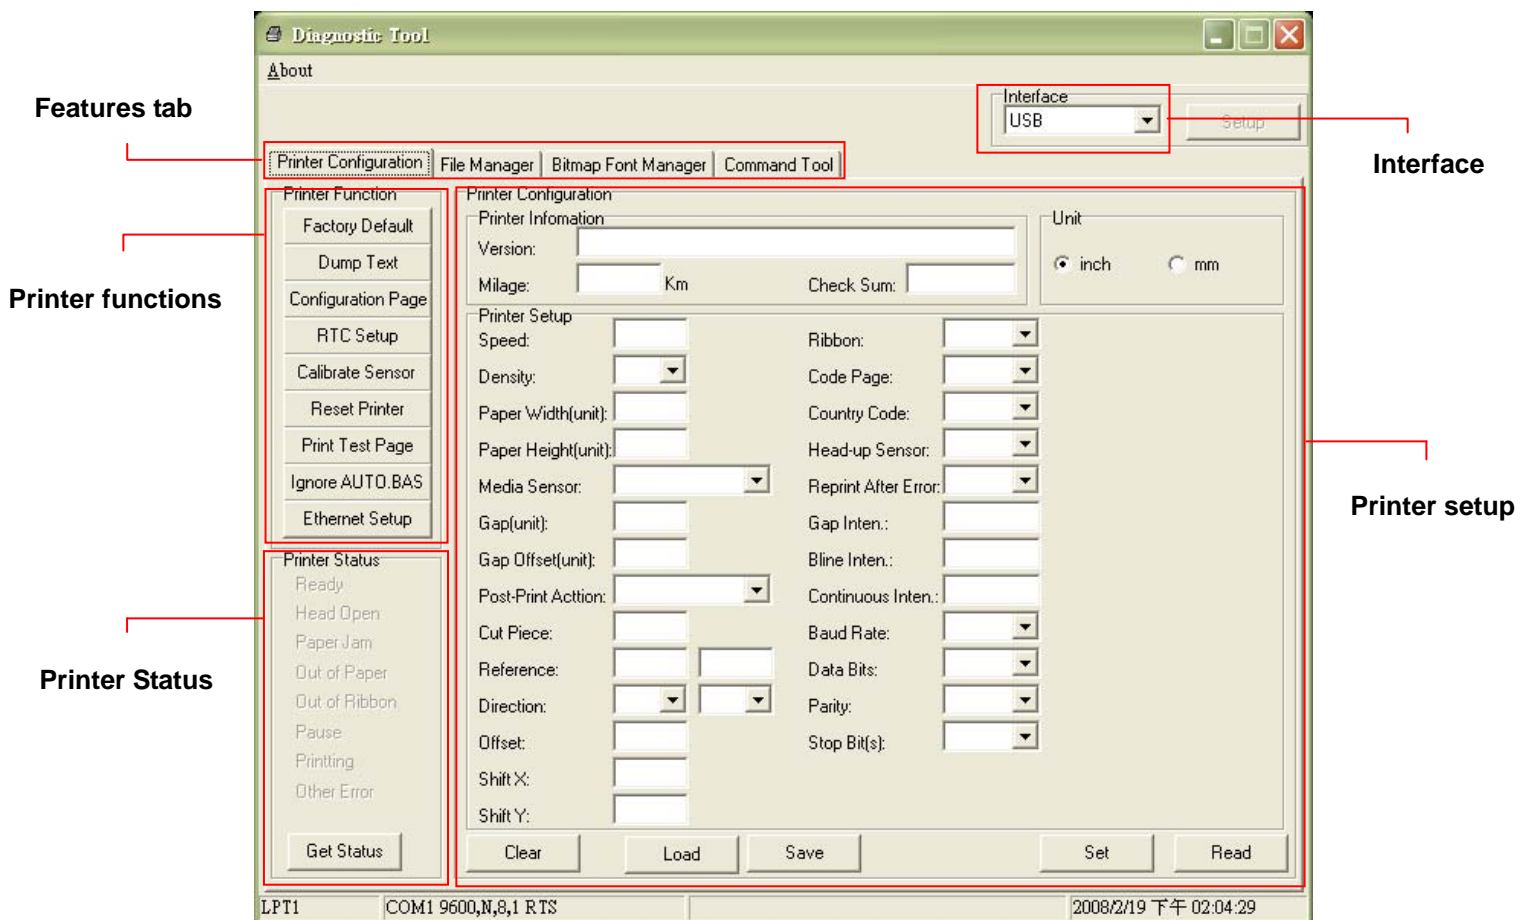 Diagnostic Tool
About
Features tab
Interface
USB
Setup
Interface
Printer Configuration File Manager Bitmap Font Manager Command Tool
Printer Function
Factory Default
Dump Text
Configuration Page
RTC Setup
Calibrate Sensor
Reset Printer
Print Test Page
Ignore AUTO.BAS
Ethernet Setup
Printer functions
Printer Status
Ready
Head Open
Paper Jam
Out of Paper
Out of Ribbon
Pause
Printting
Other Error
Get Status
Printer Status
Printer Configuration
Printer Infomation
Version:
Milage: Km Check Sum:
Unit
inch mm
Printer Setup
Speed: Ribbon:
Density: Code Page:
Paper Width(unit): Country Code:
Paper Height(unit): Head-up Sensor:
Media Sensor: Reprint After Error:
Gap(unit): Gap Inten.:
Gap Offset(unit): Bline Inten.:
Post-Print Acttion: Continuous Inten.:
Cut Piece: Baud Rate:
Reference: Data Bits:
Direction: Parity:
Offset: Stop Bit(s):
Shift X:
Shift Y:
Clear Load Save Set Read
Printer setup
LPT1 COM1 9600,N,8,1 RTS 2008/2/19 下午 02:04:29